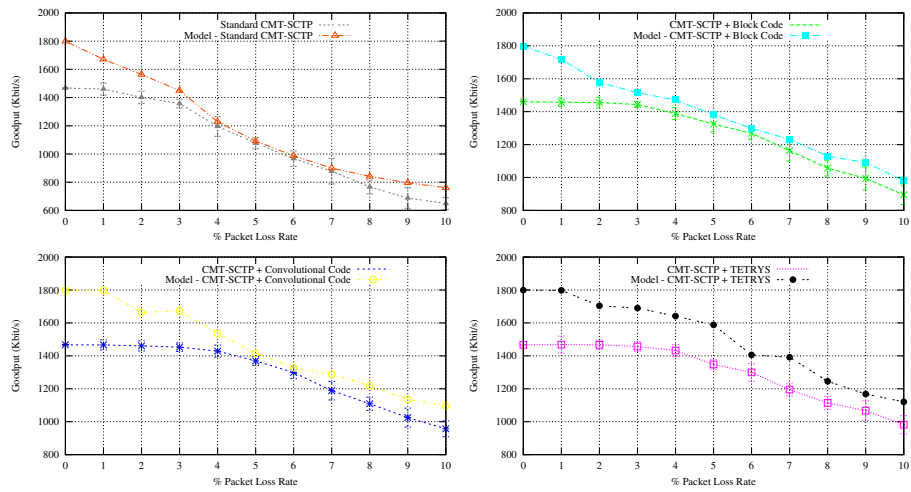 Standard CMT-SCTP
Model - Standard CMT-SCTP
Goodput (Kbit/s)
2000
1800
1600
1400
1200
1000
800
600
0 1 2 3 4 5 6 7 8 9 10
% Packet Loss Rate
CMT-SCTP + Block Code
Model - CMT-SCTP + Block Code
Goodput (Kbit/s)
2000
1800
1600
1400
1200
1000
800
0 1 2 3 4 5 6 7 8 9 10
% Packet Loss Rate
CMT-SCTP + Convolutional Code
Model - CMT-SCTP + Convolutional Code
Goodput (Kbit/s)
2000
1800
1600
1400
1200
1000
800
0 1 2 3 4 5 6 7 8 9 10
% Packet Loss Rate
CMT-SCTP + TETRYS
Model - CMT-SCTP + TETRYS
Goodput (Kbit/s)
2000
1800
1600
1400
1200
1000
800
0 1 2 3 4 5 6 7 8 9 10
% Packet Loss Rate